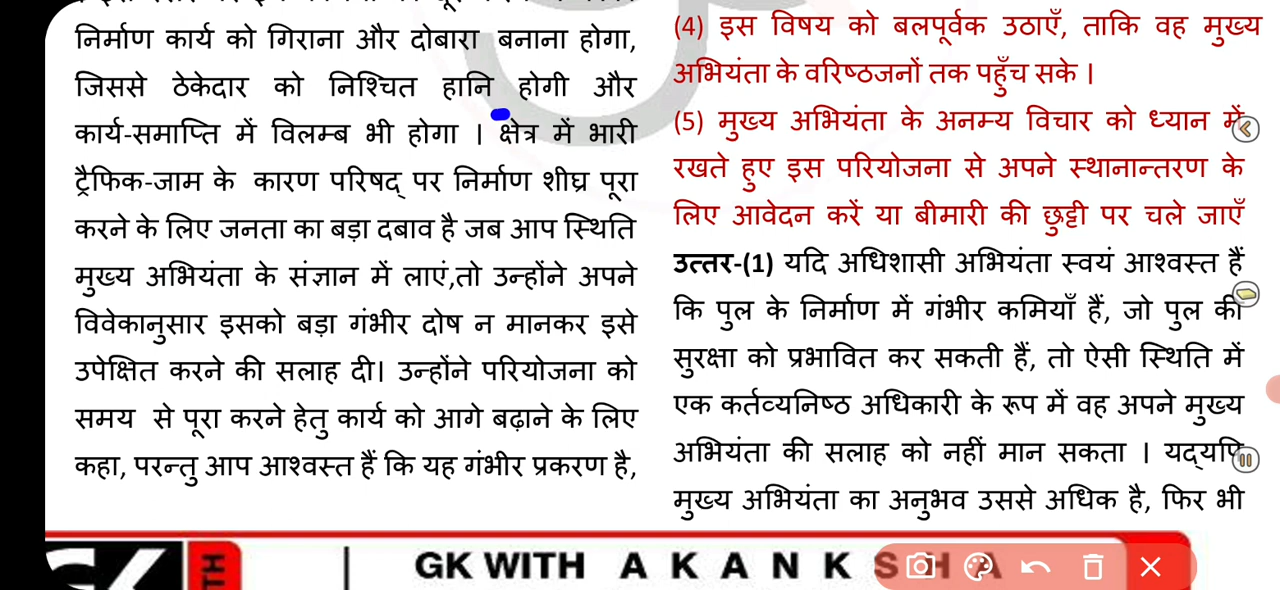 निर्माण कार्य को गिराना और दोबारा बनाना होगा,
जिससे ठेकेदार को निश्चित हानि होगी और
कार्य-समाप्ति में विलम्ब भी होगा । क्षेत्र में भारी
ट्रैफिक-जाम के कारण परिषद् पर निर्माण शीघ्र पूरा
करने के लिए जनता का बड़ा दबाव है जब आप स्थिति
मुख्य अभियंता के संज्ञान में लाएं,तो उन्होंने अपने
विवेकानुसार इसको बड़ा गंभीर दोष न मानकर इसे
उपेक्षित करने की सलाह दी। उन्होंने परियोजना को
समय से पूरा करने हेतु कार्य को आगे बढ़ाने के लिए
कहा, परन्तु आप आश्वस्त हैं कि यह गंभीर प्रकरण है,
(4) इस विषय को बलपूर्वक उठाएँ, ताकि वह मुख्य
अभियंता के वरिष्ठजनों तक पहुँच सके ।
(5) मुख्य अभियंता के अनम्य विचार को ध्यान में
रखते हुए इस परियोजना से अपने स्थानान्तरण के
लिए आवेदन करें या बीमारी की छुट्टी पर चले जाएँ
उत्तर-(1) यदि अधिशासी अभियंता स्वयं आश्वस्त हैं
कि पुल के निर्माण में गंभीर कमियाँ हैं, जो पुल की
सुरक्षा को प्रभावित कर सकती हैं, तो ऐसी स्थिति में
एक कर्तव्यनिष्ठ अधिकारी के रूप में वह अपने मुख्य
अभियंता की सलाह को नहीं मान सकता । यद्यपि
मुख्य अभियंता का अनुभव उससे अधिक है, फिर भी
GK WITH A K A N K S H A